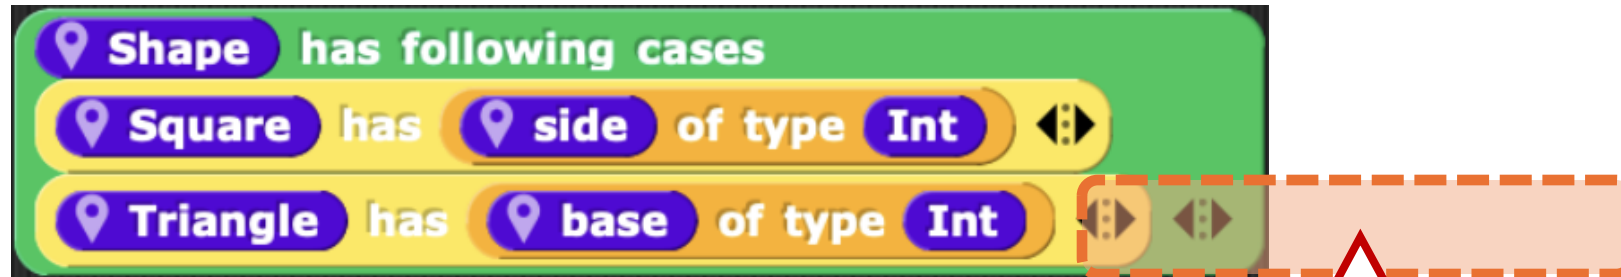 Shape has following cases
Square has side of type Int
Triangle has base of type Int